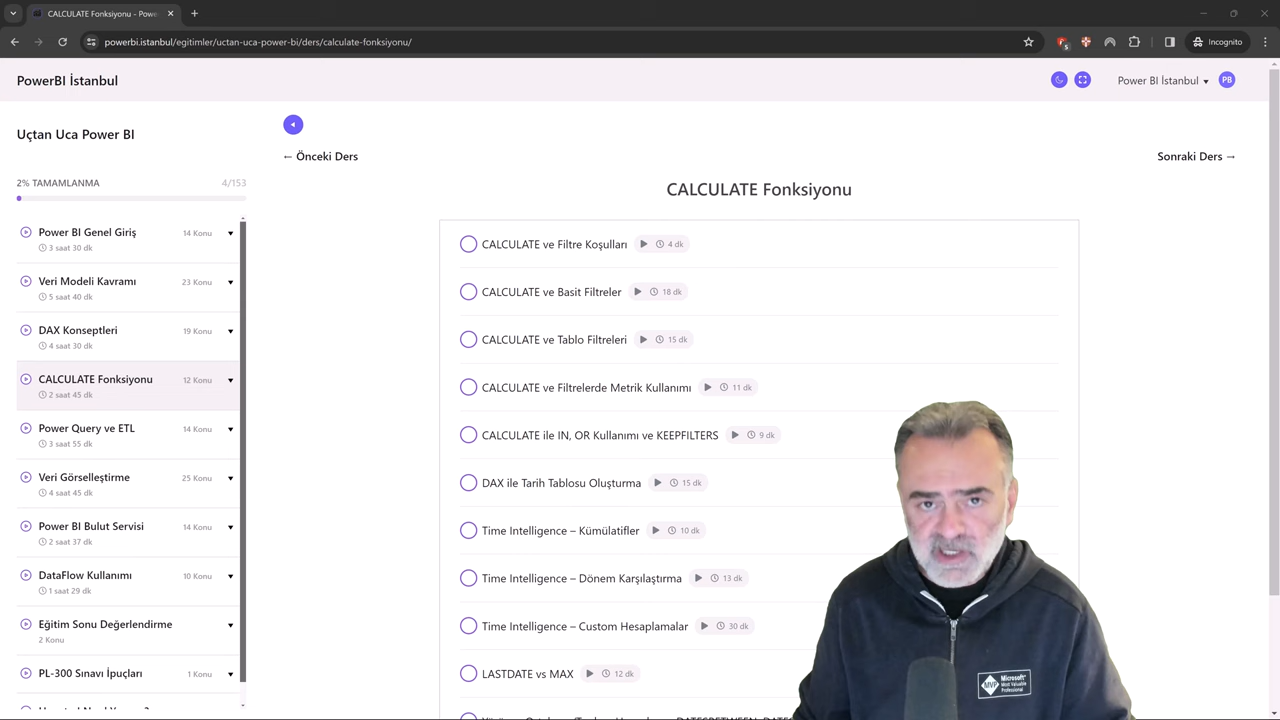 CALCULATE Fonksiyonu – Powe
powerbi.istanbul/egitimler/uctan-uca-power-bi/ders/calculate-fonksiyonu/
Incognito
PowerBI İstanbul
Power BI İstanbul
PB
Uçtan Uca Power BI
2% TAMAMLANMA 4/153
Power BI Genel Giriş 14 Konu
3 saat 30 dk
Veri Modeli Kavramı 23 Konu
5 saat 40 dk
DAX Konseptleri 19 Konu
4 saat 30 dk
CALCULATE Fonksiyonu 12 Konu
2 saat 45 dk
Power Query ve ETL 14 Konu
3 saat 55 dk
Veri Görselleştirme 25 Konu
4 saat 45 dk
Power BI Bulut Servisi 14 Konu
2 saat 37 dk
DataFlow Kullanımı 10 Konu
1 saat 29 dk
Eğitim Sonu Değerlendirme
2 Konu
PL-300 Sınavı İpuçları 1 Konu
← Önceki Ders
Sonraki Ders →
CALCULATE Fonksiyonu
CALCULATE ve Filtre Koşulları 4 dk
CALCULATE ve Basit Filtreler 18 dk
CALCULATE ve Tablo Filtreleri 15 dk
CALCULATE ve Filtrelerde Metrik Kullanımı 11 dk
CALCULATE ile IN, OR Kullanımı ve KEEPFILTERS 9 dk
DAX ile Tarih Tablosu Oluşturma 15 dk
Time Intelligence – Kümülatifler 10 dk
Time Intelligence – Dönem Karşılaştırma 13 dk
Time Intelligence – Custom Hesaplamalar 30 dk
LASTDATE vs MAX 12 dk
MVP
Microsoft
Most Valuable
Professional